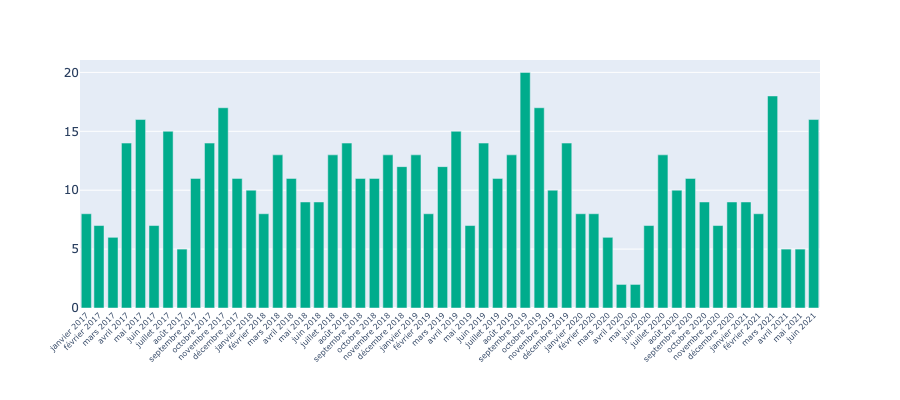 20
15
10
5
0
janvier 2017
février 2017
mars 2017
avril 2017
mai 2017
juin 2017
juillet 2017
août 2017
septembre 2017
octobre 2017
novembre 2017
décembre 2017
janvier 2018
février 2018
mars 2018
avril 2018
mai 2018
juin 2018
juillet 2018
août 2018
septembre 2018
octobre 2018
novembre 2018
décembre 2018
janvier 2019
février 2019
mars 2019
avril 2019
mai 2019
juin 2019
juillet 2019
août 2019
septembre 2019
octobre 2019
novembre 2019
décembre 2019
janvier 2020
février 2020
mars 2020
avril 2020
mai 2020
juin 2020
juillet 2020
août 2020
septembre 2020
octobre 2020
novembre 2020
décembre 2020
janvier 2021
février 2021
mars 2021
avril 2021
mai 2021
juin 2021